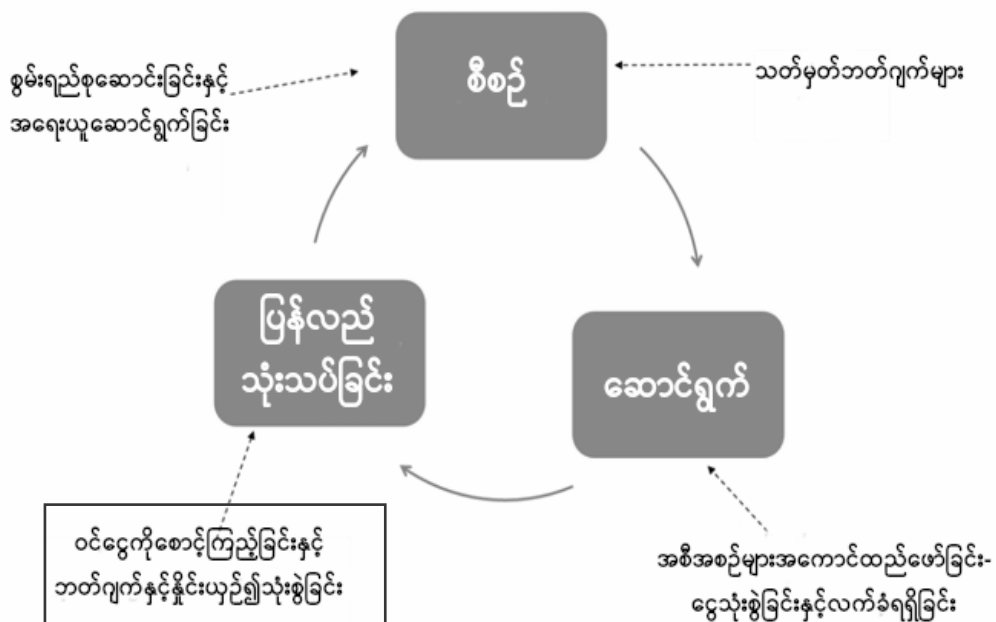 စီစဉ်
သတ်မှတ်ဘတ်ဂျက်များ
စွမ်းရည်စုဆောင်းခြင်းနှင့်
အရေးယူဆောင်ရွက်ခြင်း
ပြန်လည်
သုံးသပ်ခြင်း
ဆောင်ရွက်
ဝင်ငွေကိုစောင့်ကြည့်ခြင်းနှင့်
ဘတ်ဂျက်နှင့်နှိုင်းယှဉ်၍သုံးစွဲခြင်း
အစီအစဉ်များအကောင်ထည်ဖော်ခြင်း-
ငွေသုံးစွဲခြင်းနှင့်လက်ခံရရှိခြင်း